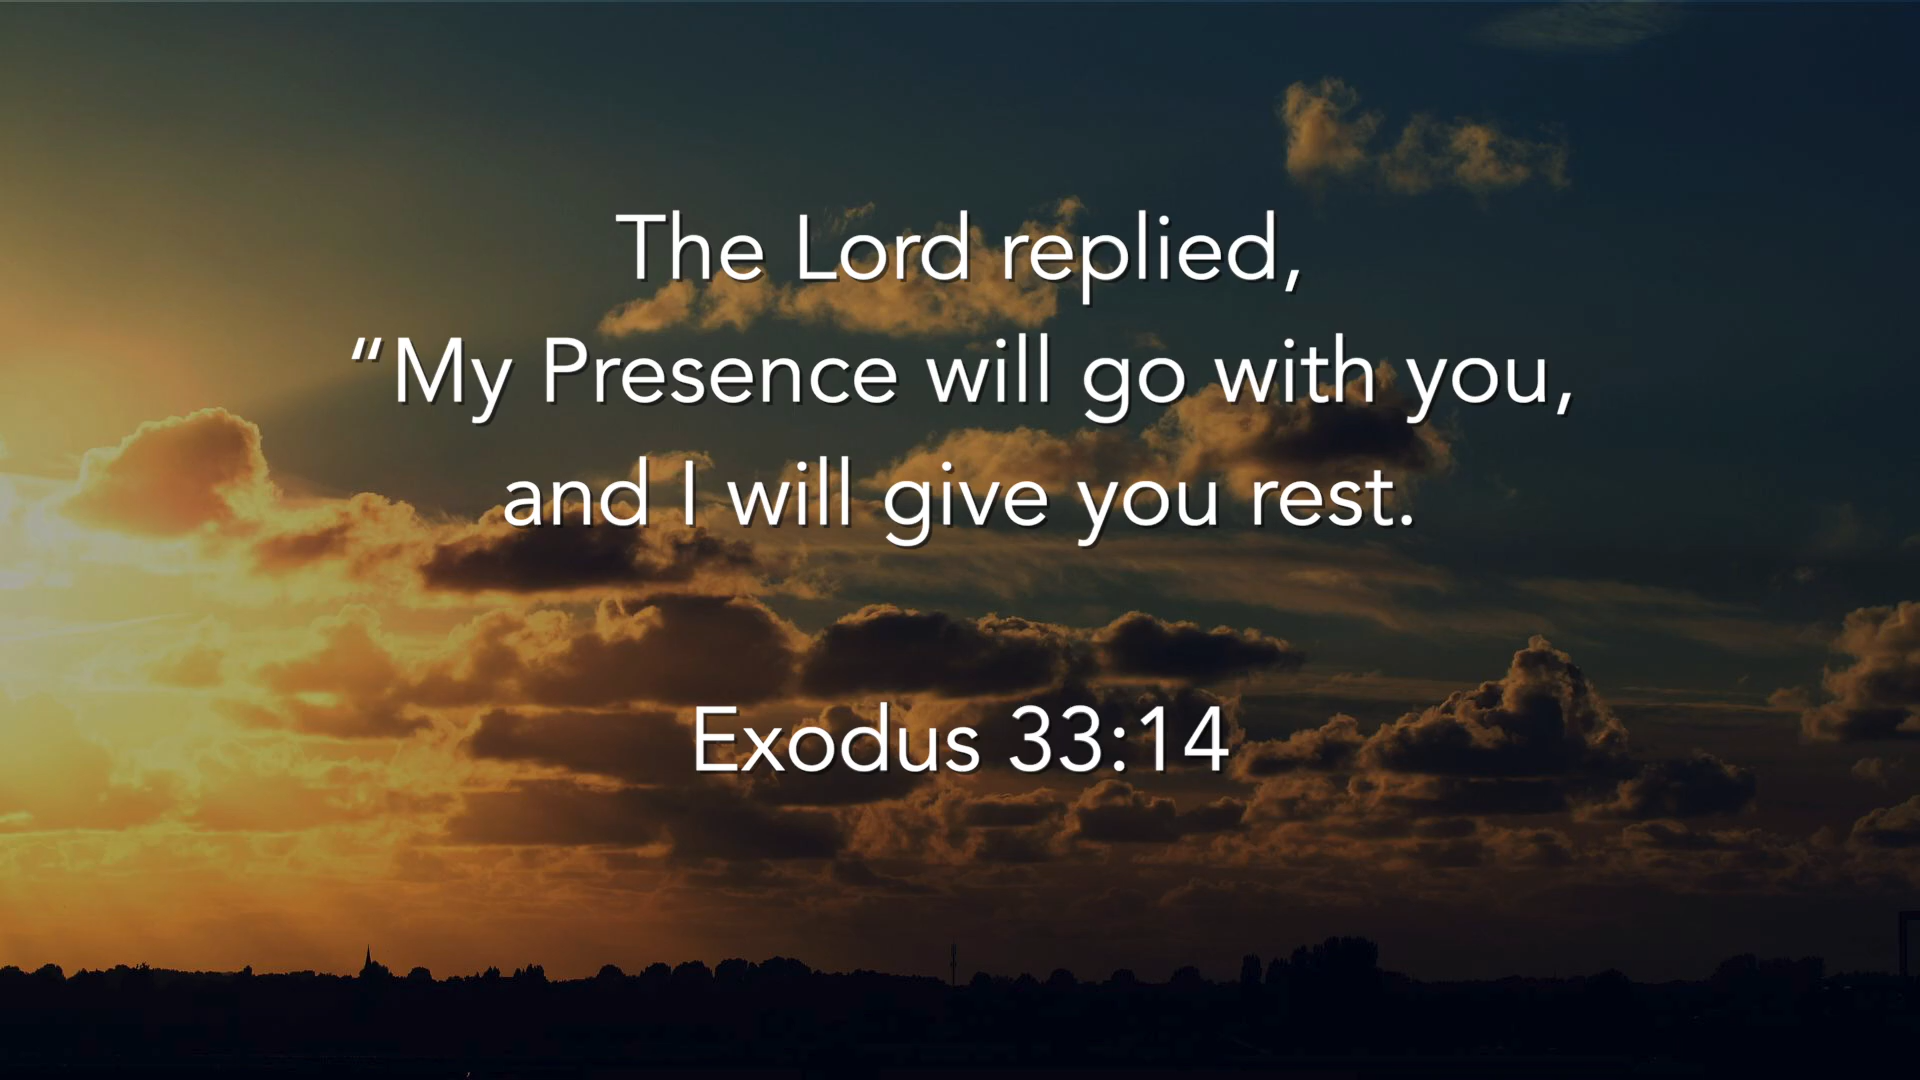 The Lord replied,
“My Presence will go with you,
and I will give you rest.
Exodus 33:14